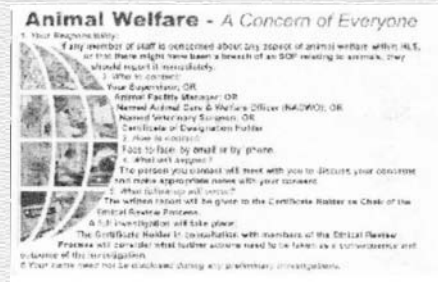 Animal Welfare - A Concern of Everyone
1. Your Responsibility:
If any member of staff is concerned about any aspect of animal welfare within HLS,
or that there might have been a breach of an SOP relating to animals, they
should report it immediately.
2. Who to contact:
Your Supervisor; OR
Animal Facility Manager; OR
Named Animal Care & Welfare Officer (NACWO); OR
Named Veterinary Surgeon; OR
Certificate of Designation Holder
3. How to contact:
Face to face, by email or by phone.
4. What will happen?
The person you contact will meet with you to discuss your concerns
and make appropriate notes with your consent.
5. What follow-up will occur?
The written report will be given to the Certificate Holder as Chair of the
Ethical Review Process.
A full investigation will take place.
The Certificate Holder in consultation with members of the Ethical Review
Process will consider what further actions need to be taken as a consequence and
outcome of the investigation.
6 Your name need not be disclosed during any preliminary investigations.